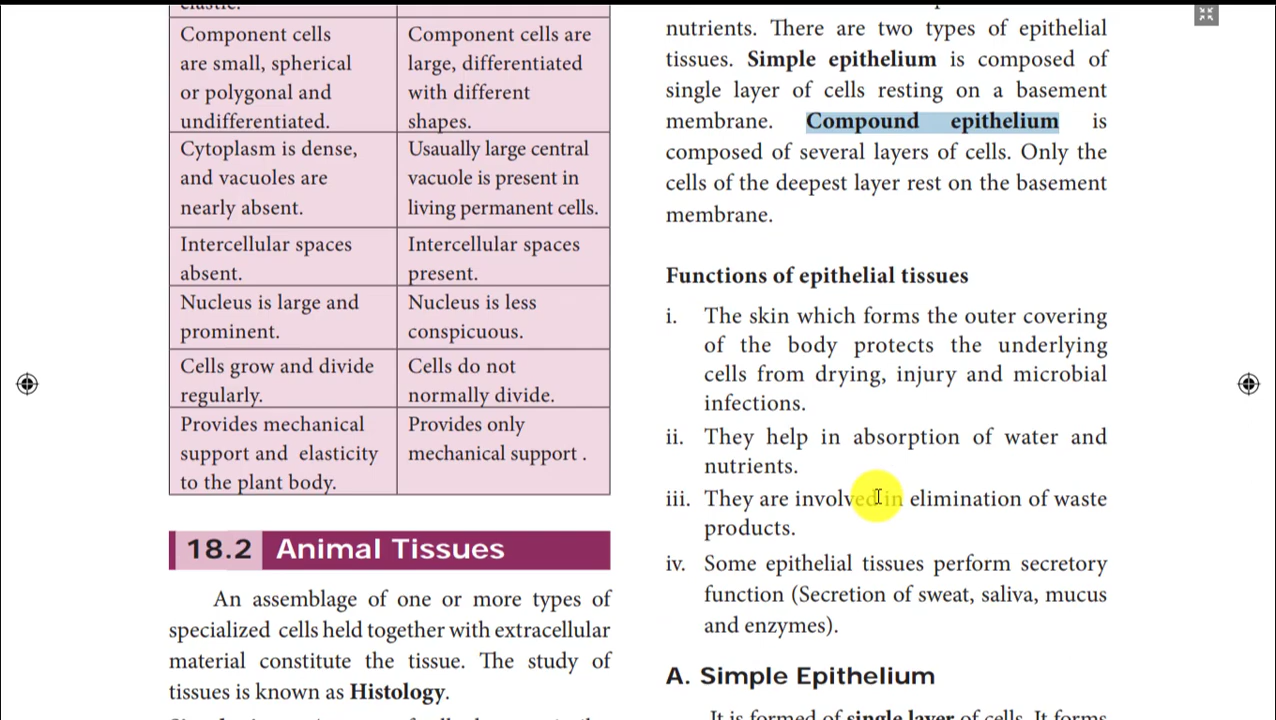 Component cells
are small, spherical
or polygonal and
undifferentiated.
Component cells are
large, differentiated
with different
shapes.
Cytoplasm is dense,
and vacuoles are
nearly absent.
Usaually large central
vacuole is present in
living permanent cells.
Intercellular spaces
absent.
Intercellular spaces
present.
Nucleus is large and
prominent.
Nucleus is less
conspicuous.
Cells grow and divide
regularly.
Cells do not
normally divide.
Provides mechanical
support and elasticity
to the plant body.
Provides only
mechanical support .
18.2 Animal Tissues
An assemblage of one or more types of
specialized cells held together with extracellular
material constitute the tissue. The study of
tissues is known as Histology.
nutrients. There are two types of epithelial
tissues. Simple epithelium is composed of
single layer of cells resting on a basement
membrane. Compound epithelium is
composed of several layers of cells. Only the
cells of the deepest layer rest on the basement
membrane.
Functions of epithelial tissues
i. The skin which forms the outer covering
of the body protects the underlying
cells from drying, injury and microbial
infections.
ii. They help in absorption of water and
nutrients.
iii. They are involved in elimination of waste
products.
iv. Some epithelial tissues perform secretory
function (Secretion of sweat, saliva, mucus
and enzymes).
A. Simple Epithelium
It is formed of single layer of cells. It forms